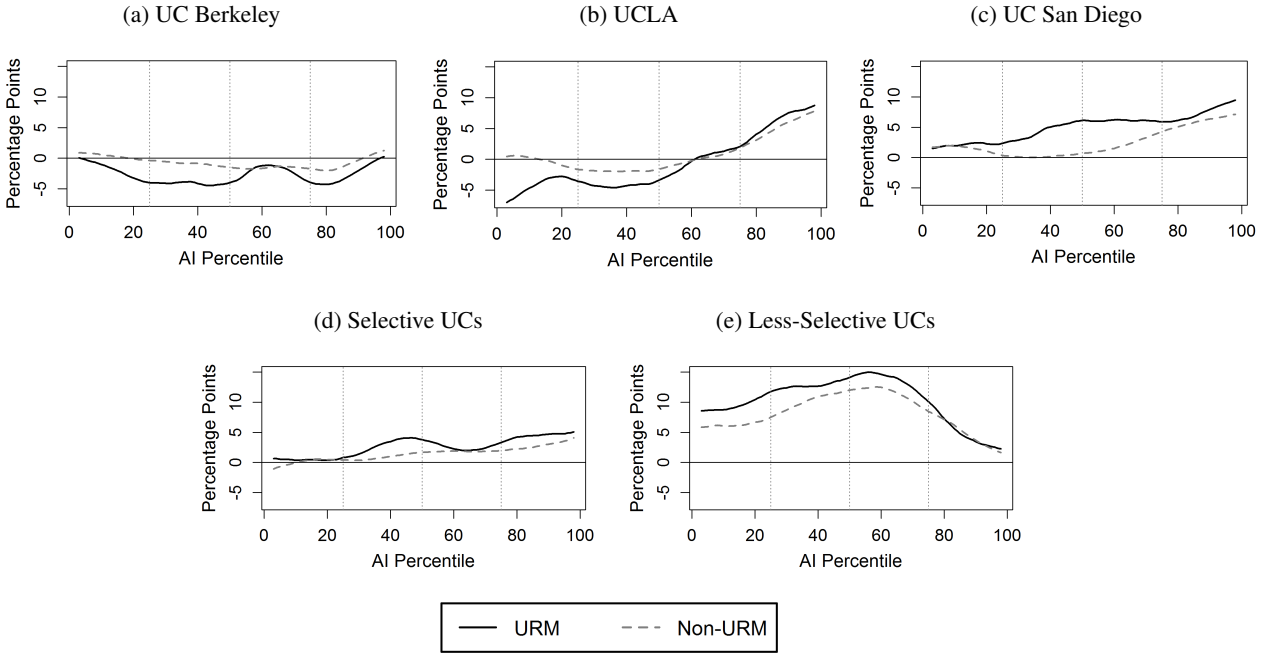 (a) UC Berkeley
(b) UCLA
(c) UC San Diego
Percentage Points
10
5
0
-5
0 20 40 60 80 100
AI Percentile
Percentage Points
10
5
0
-5
0 20 40 60 80 100
AI Percentile
Percentage Points
10
5
0
-5
0 20 40 60 80 100
AI Percentile
(d) Selective UCs
(e) Less-Selective UCs
Percentage Points
10
5
0
-5
0 20 40 60 80 100
AI Percentile
Percentage Points
10
5
0
-5
0 20 40 60 80 100
AI Percentile
URM Non-URM